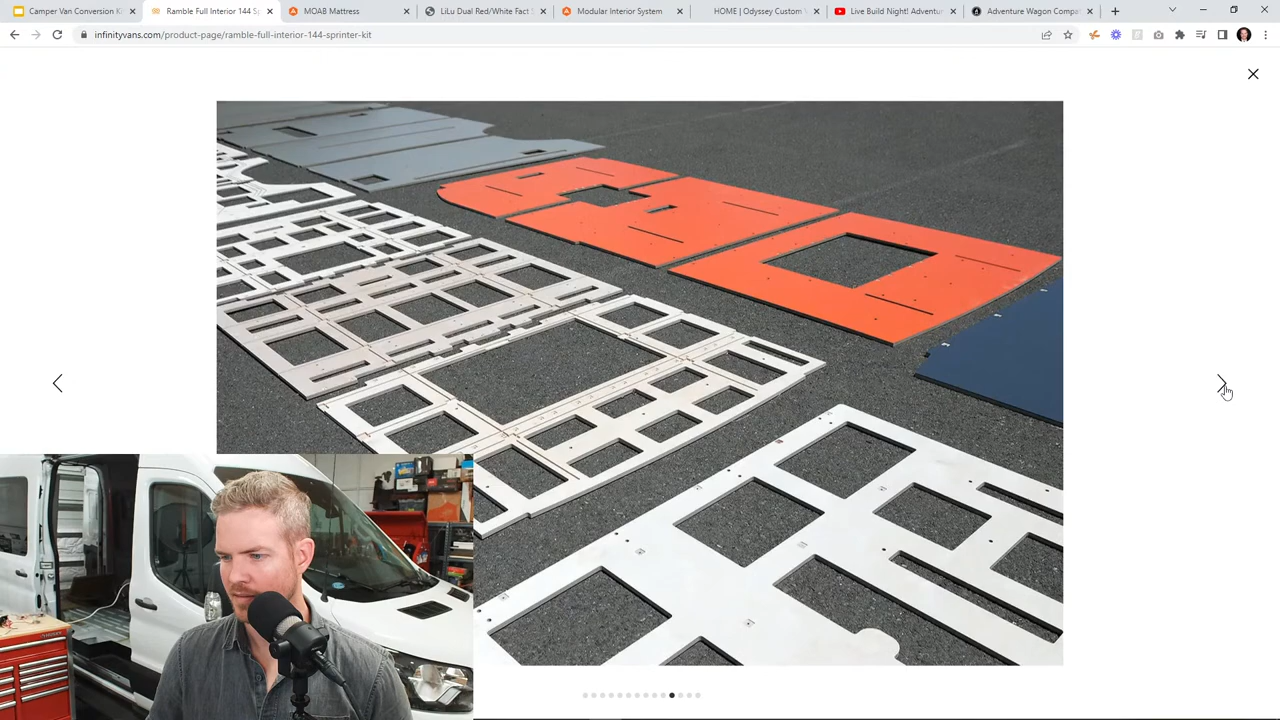 Camper Van Conversion K
Ramble Full Interior 144 S
MOAB Mattress
LiLu Dual Red/White Fact
Modular Interior System
HOME | Odyssey Custom
Live Build Night! Adventu
Adventure Wagon Compa
infinityvans.com/product-page/ramble-full-interior-144-sprinter-kit